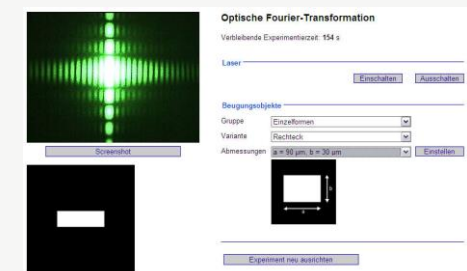 Optische Fourier-Transformation
Verbleibende Experimentierzeit: 154 s
Laser
Einschalten
Ausschalten
Beugungsobjekte
Gruppe
Einzelformen
Variante
Rechteck
Abmessungen
a = 90 µm; b = 30 µm
Einstellen
Screenshot
b
a
Experiment neu ausrichten